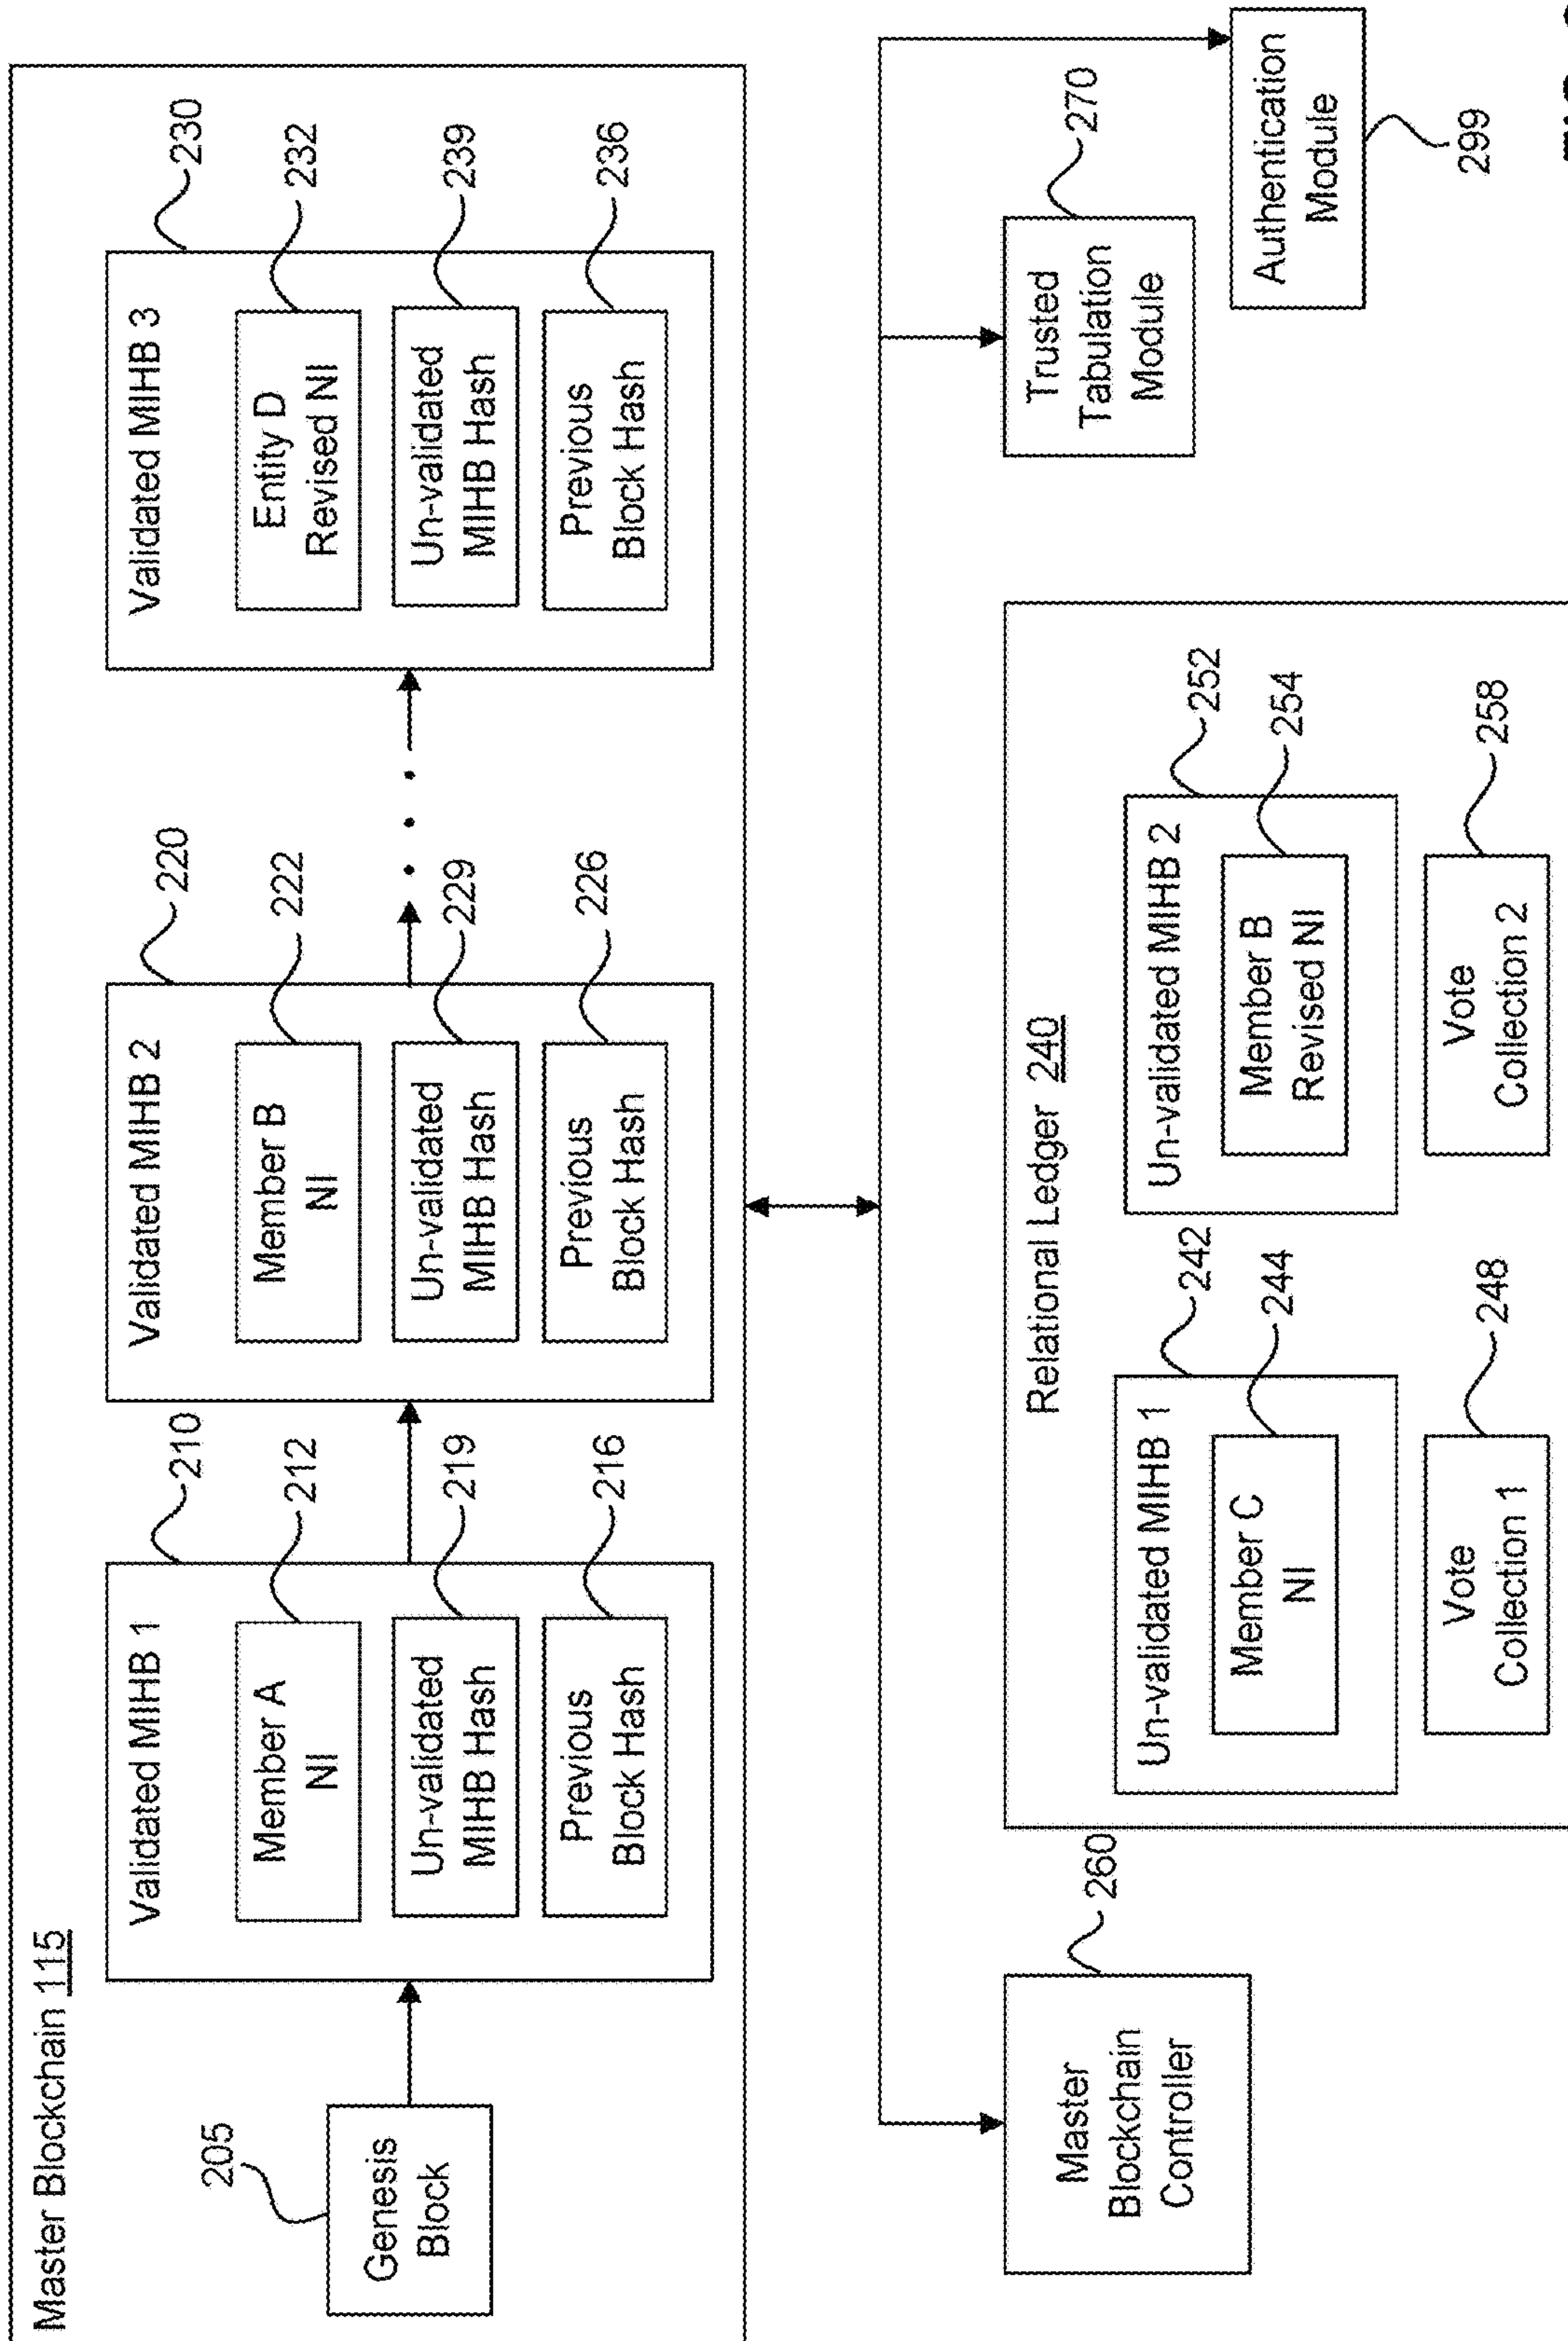 Master Blockchain 115
205
Genesis
Block
210
Validated MIHB 1
212
Member A
NI
219
Un-validated
MIHB Hash
216
Previous
Block Hash
220
Validated MIHB 2
222
Member B
NI
229
Un-validated
MIHB Hash
226
Previous
Block Hash
230
Validated MIHB 3
232
Entity D
Revised NI
239
Un-validated
MIHB Hash
236
Previous
Block Hash
260
Master
Blockchain
Controller
Relational Ledger 240
242
Un-validated MIHB 1
244
Member C
NI
248
Vote
Collection 1
252
Un-validated MIHB 2
254
Member B
Revised NI
258
Vote
Collection 2
270
Trusted
Tabulation
Module
Authentication
Module
299